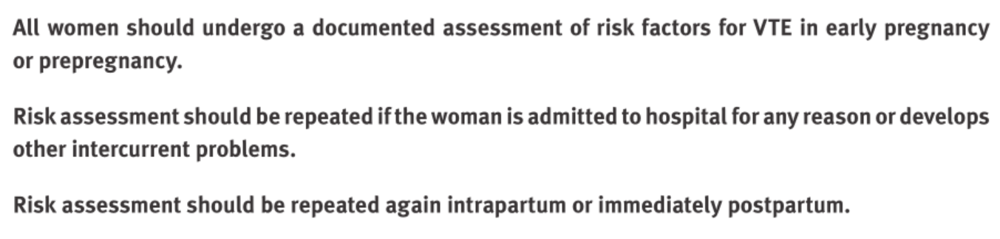 All women should undergo a documented assessment of risk factors for VTE in early pregnancy
or prepregnancy.
Risk assessment should be repeated if the woman is admitted to hospital for any reason or develops
other intercurrent problems.
Risk assessment should be repeated again intrapartum or immediately postpartum.